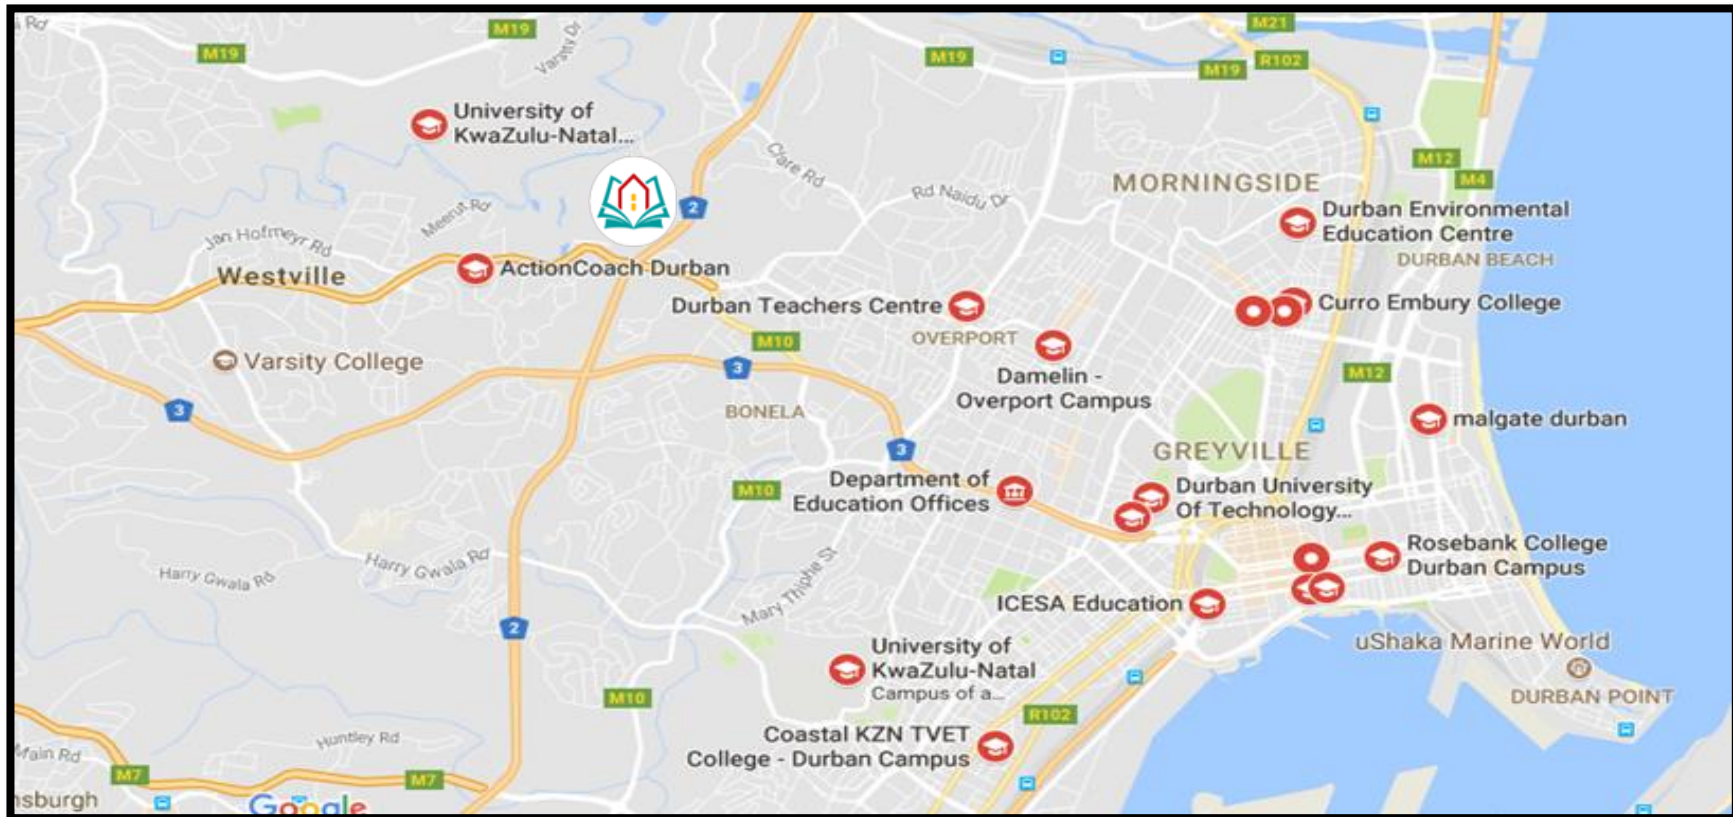 M19
M21
M19
Varsity Dr
M19
M19
R102
University of
KwaZulu-Natal...
Clare Rd
M12
M4
Rd Naidu Dr
MORNINGSIDE
2
Meerut Rd
Durban Environmental
Education Centre
Jan Hofmeyr Rd
DURBAN BEACH
Westville
ActionCoach Durban
Durban Teachers Centre
Curro Embury College
OVERPORT
M10
Varsity College
3
Damelin -
Overport Campus
M12
3
BONELA
malgate durban
3
GREYVILLE
Department of
Education Offices
M10
Durban University
Of Technology...
Rosebank College
Durban Campus
Harry Gwala Rd
Harry Gwala Rd
Mary Thiphe St
ICESA Education
2
University of
KwaZulu-Natal
Campus of a...
uShaka Marine World
M10
DURBAN POINT
R102
Coastal KZN TVET
College - Durban Campus
Huntley Rd
Main Rd
M7
M7
nsburgh
Google